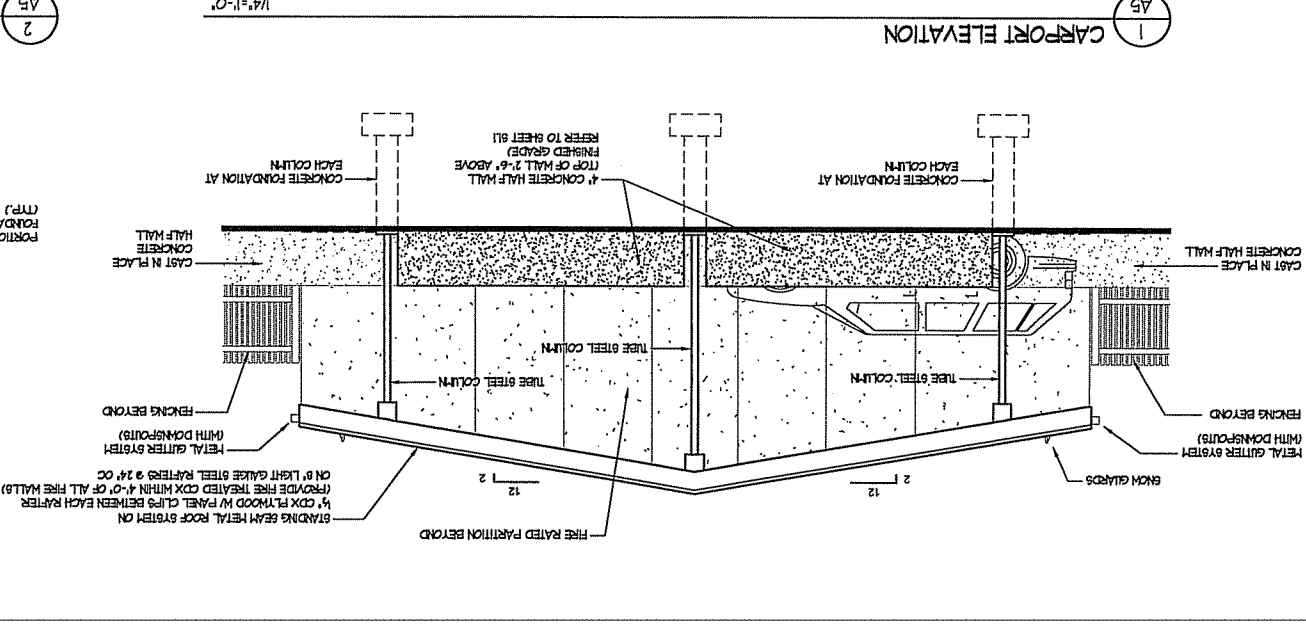 FIRE RATED PARTITION BEYOND
STANDING SEAM METAL ROOF SYSTEM ON
½" CDX PLYWOOD W/ PANEL CLIPS BETWEEN EACH RAFTER
(PROVIDE FIRE TREATED CDX WITHIN 4'-0" OF ALL FIRE WALLS)
ON 8" LIGHT GAUGE STEEL RAFTERS @ 24" OC
SNOW GUARDS
12
2
12
2
METAL GUTTER SYSTEM
(WITH DOWNSPOUTS)
METAL GUTTER SYSTEM
(WITH DOWNSPOUTS)
FENCING BEYOND
FENCING BEYOND
TUBE STEEL COLUMN
TUBE STEEL COLUMN
TUBE STEEL COLUMN
CAST IN PLACE
CONCRETE HALF WALL
CAST IN PLACE
CONCRETE
HALF WALL
PORTIO
FOUNDA
(TYP.)
CONCRETE FOUNDATION AT
EACH COLUMN
4" CONCRETE HALF WALL
(TOP OF WALL 2'-6" ABOVE
FINISHED GRADE)
REFER TO SHEET SL1
CONCRETE FOUNDATION AT
EACH COLUMN
1
A5
CARPORT ELEVATION
1/4"=1'-0"
2
A5